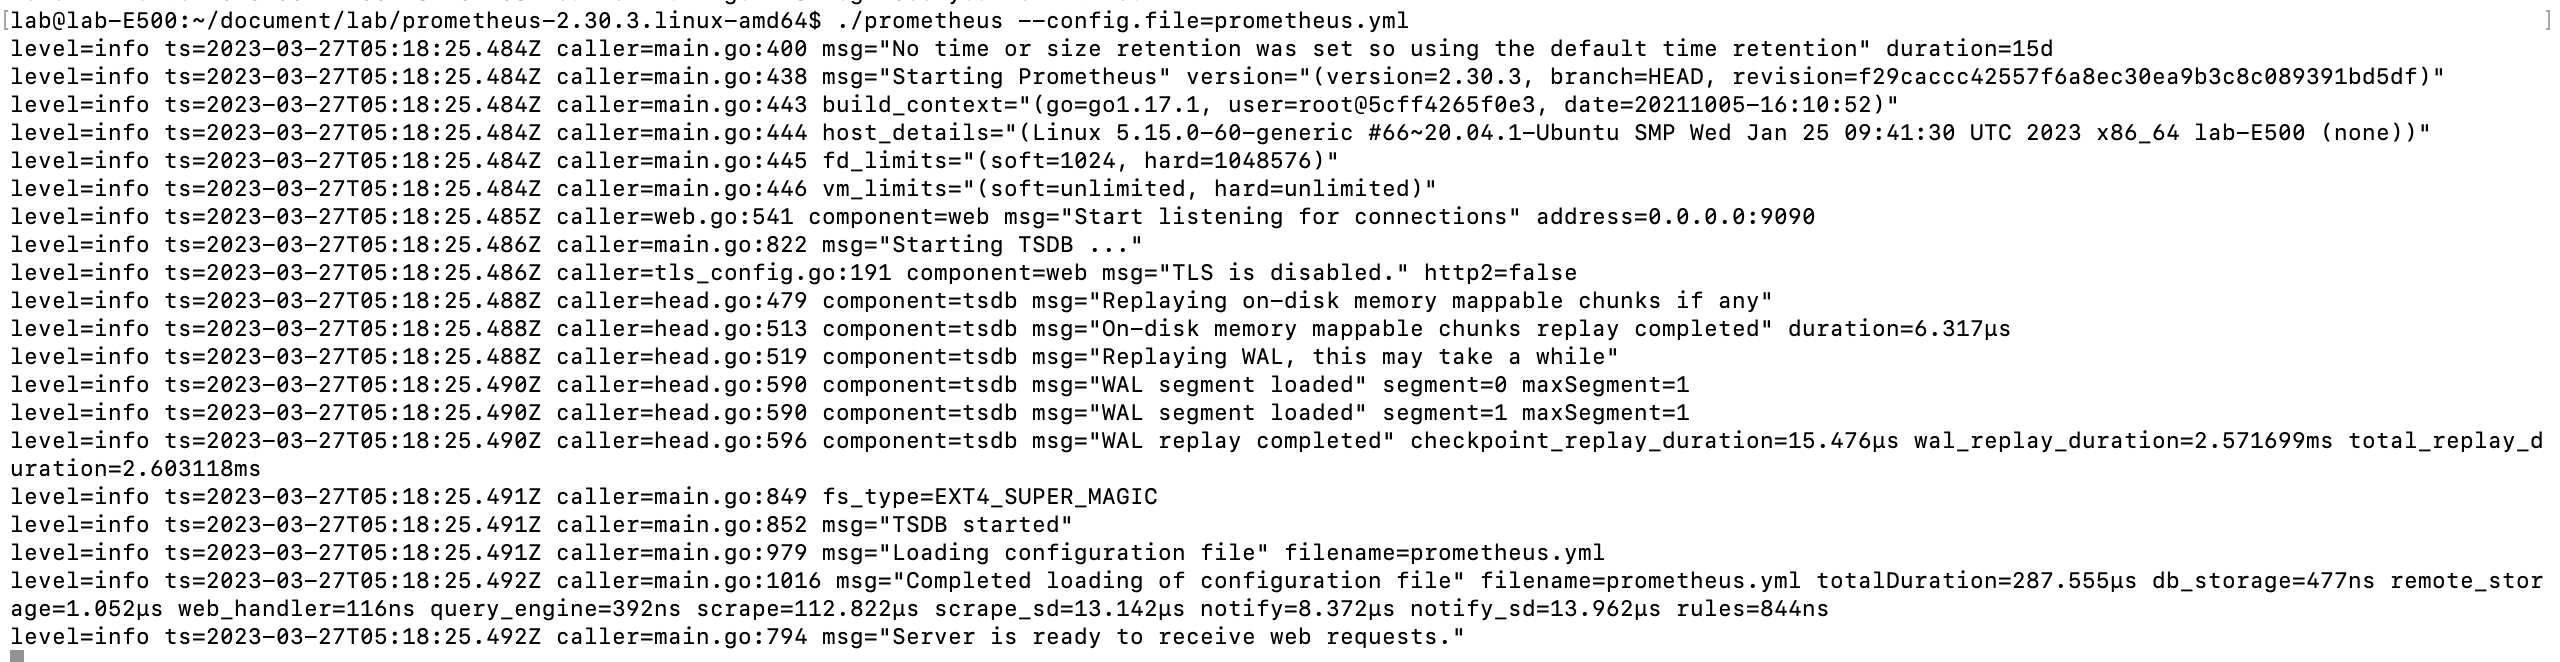 [lab@lab-E500:~/document/lab/prometheus-2.30.3.linux-amd64$ ./prometheus --config.file=prometheus.yml ]
level=info ts=2023-03-27T05:18:25.484Z caller=main.go:400 msg="No time or size retention was set so using the default time retention" duration=15d
level=info ts=2023-03-27T05:18:25.484Z caller=main.go:438 msg="Starting Prometheus" version="(version=2.30.3, branch=HEAD, revision=f29caccc42557f6a8ec30ea9b3c8c089391bd5df)"
level=info ts=2023-03-27T05:18:25.484Z caller=main.go:443 build_context="(go=go1.17.1, user=root@5cff4265f0e3, date=20211005-16:10:52)"
level=info ts=2023-03-27T05:18:25.484Z caller=main.go:444 host_details="(Linux 5.15.0-60-generic #66~20.04.1-Ubuntu SMP Wed Jan 25 09:41:30 UTC 2023 x86_64 lab-E500 (none))"
level=info ts=2023-03-27T05:18:25.484Z caller=main.go:445 fd_limits="(soft=1024, hard=1048576)"
level=info ts=2023-03-27T05:18:25.484Z caller=main.go:446 vm_limits="(soft=unlimited, hard=unlimited)"
level=info ts=2023-03-27T05:18:25.485Z caller=web.go:541 component=web msg="Start listening for connections" address=0.0.0.0:9090
level=info ts=2023-03-27T05:18:25.486Z caller=main.go:822 msg="Starting TSDB ..."
level=info ts=2023-03-27T05:18:25.486Z caller=tls_config.go:191 component=web msg="TLS is disabled." http2=false
level=info ts=2023-03-27T05:18:25.488Z caller=head.go:479 component=tsdb msg="Replaying on-disk memory mappable chunks if any"
level=info ts=2023-03-27T05:18:25.488Z caller=head.go:513 component=tsdb msg="On-disk memory mappable chunks replay completed" duration=6.317µs
level=info ts=2023-03-27T05:18:25.488Z caller=head.go:519 component=tsdb msg="Replaying WAL, this may take a while"
level=info ts=2023-03-27T05:18:25.490Z caller=head.go:590 component=tsdb msg="WAL segment loaded" segment=0 maxSegment=1
level=info ts=2023-03-27T05:18:25.490Z caller=head.go:590 component=tsdb msg="WAL segment loaded" segment=1 maxSegment=1
level=info ts=2023-03-27T05:18:25.490Z caller=head.go:596 component=tsdb msg="WAL replay completed" checkpoint_replay_duration=15.476µs wal_replay_duration=2.571699ms total_replay_d
uration=2.603118ms
level=info ts=2023-03-27T05:18:25.491Z caller=main.go:849 fs_type=EXT4_SUPER_MAGIC
level=info ts=2023-03-27T05:18:25.491Z caller=main.go:852 msg="TSDB started"
level=info ts=2023-03-27T05:18:25.491Z caller=main.go:979 msg="Loading configuration file" filename=prometheus.yml
level=info ts=2023-03-27T05:18:25.492Z caller=main.go:1016 msg="Completed loading of configuration file" filename=prometheus.yml totalDuration=287.555µs db_storage=477ns remote_stor
age=1.052µs web_handler=116ns query_engine=392ns scrape=112.822µs scrape_sd=13.142µs notify=8.372µs notify_sd=13.962µs rules=844ns
level=info ts=2023-03-27T05:18:25.492Z caller=main.go:794 msg="Server is ready to receive web requests."